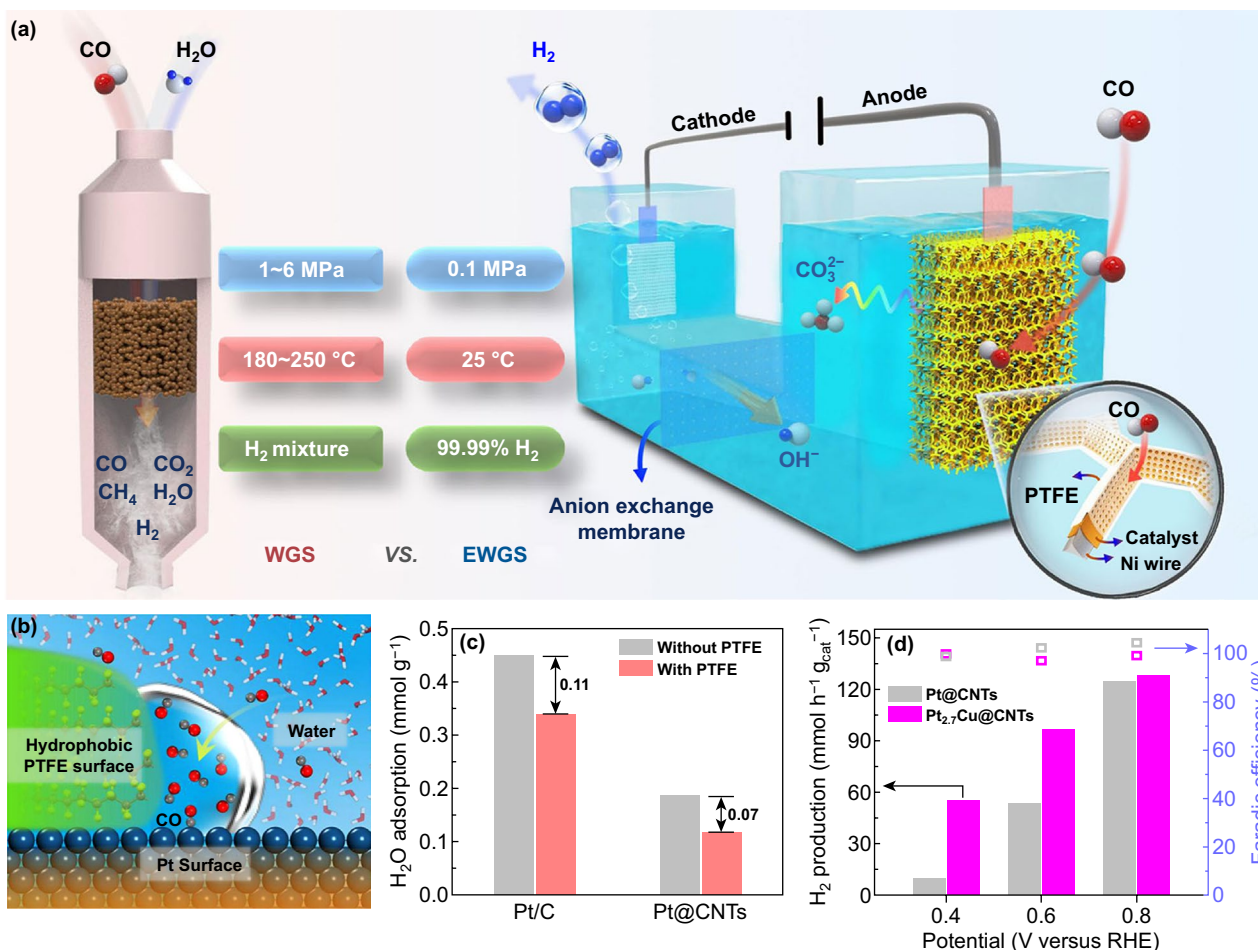 (a)
CO
H₂O
H₂
Cathode
Anode
CO
1~6 MPa
0.1 MPa
CO₃²⁻
180~250 °C
25 °C
H₂ mixture
99.99% H₂
CO
CO₂
CH₄
H₂O
H₂
OH⁻
CO
PTFE
Catalyst
Ni wire
Anion exchange
membrane
WGS
VS.
EWGS
(b)
Hydrophobic
PTFE surface
Water
CO
Pt Surface
(c)
Without PTFE
With PTFE
0.5
0.4
0.3
0.2
0.1
0.0
H₂O adsorption (mmol g⁻¹)
0.11
0.07
Pt/C
Pt@CNTs
(d)
150
120
90
60
30
0
H₂ production (mmol h⁻¹ g_cat⁻¹)
Pt@CNTs
Pt₂.₇Cu@CNTs
100
80
60
40
20
0
Faradic efficiency (%)
0.4
0.6
0.8
Potential (V versus RHE)